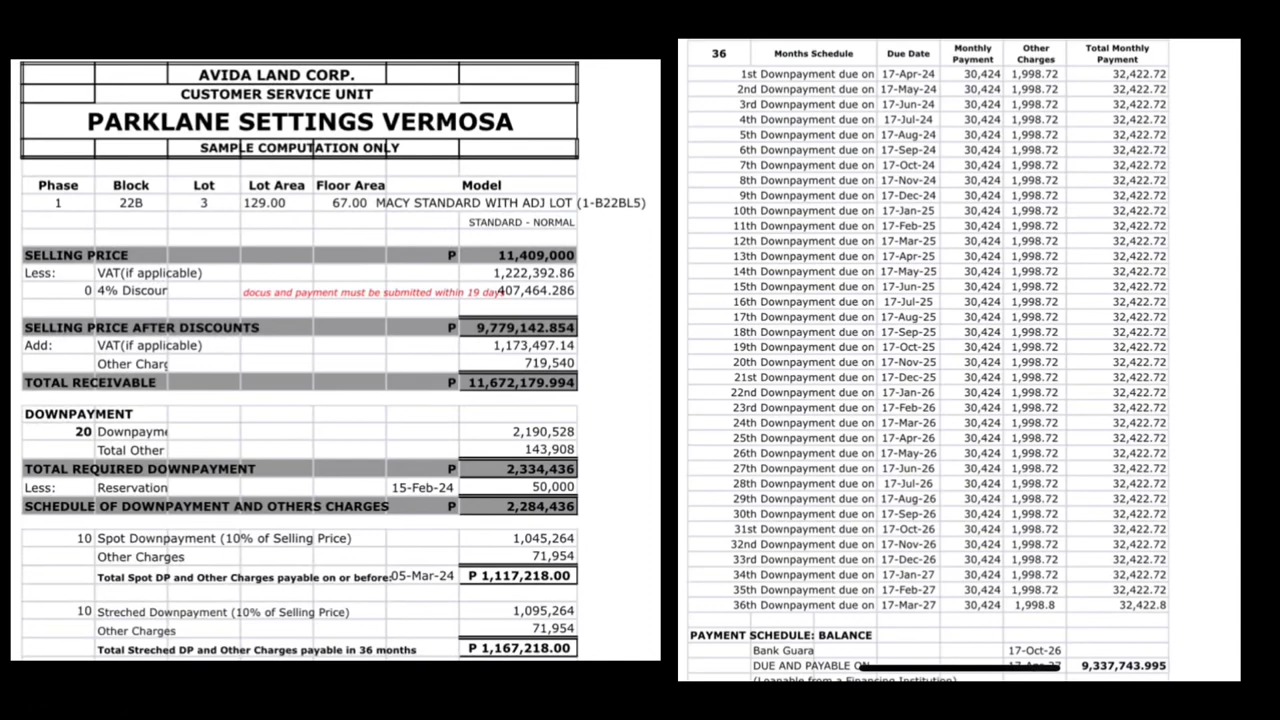 AVIDA LAND CORP.
CUSTOMER SERVICE UNIT
PARKLANE SETTINGS VERMOSA
SAMPLE COMPUTATION ONLY
Phase Block Lot Lot Area Floor Area Model
1 22B 3 129.00 67.00 MACY STANDARD WITH ADJ LOT (1-B22BL5)
STANDARD - NORMAL
SELLING PRICE P 11,409,000
Less: VAT(if applicable) 1,222,392.86
0 4% Discour docus and payment must be submitted within 19 days 407,464.286
SELLING PRICE AFTER DISCOUNTS P 9,779,142.854
Add: VAT(if applicable) 1,173,497.14
Other Charg 719,540
TOTAL RECEIVABLE P 11,672,179.994
DOWNPAYMENT
20 Downpayme 2,190,528
Total Other 143,908
TOTAL REQUIRED DOWNPAYMENT P 2,334,436
Less: Reservation 15-Feb-24 50,000
SCHEDULE OF DOWNPAYMENT AND OTHERS CHARGES P 2,284,436
10 Spot Downpayment (10% of Selling Price) 1,045,264
Other Charges 71,954
Total Spot DP and Other Charges payable on or before: 05-Mar-24 P 1,117,218.00
10 Streched Downpayment (10% of Selling Price) 1,095,264
Other Charges 71,954
Total Streched DP and Other Charges payable in 36 months P 1,167,218.00
36 Months Schedule Due Date Monthly Payment Other Charges Total Monthly Payment
1st Downpayment due on 17-Apr-24 30,424 1,998.72 32,422.72
2nd Downpayment due on 17-May-24 30,424 1,998.72 32,422.72
3rd Downpayment due on 17-Jun-24 30,424 1,998.72 32,422.72
4th Downpayment due on 17-Jul-24 30,424 1,998.72 32,422.72
5th Downpayment due on 17-Aug-24 30,424 1,998.72 32,422.72
6th Downpayment due on 17-Sep-24 30,424 1,998.72 32,422.72
7th Downpayment due on 17-Oct-24 30,424 1,998.72 32,422.72
8th Downpayment due on 17-Nov-24 30,424 1,998.72 32,422.72
9th Downpayment due on 17-Dec-24 30,424 1,998.72 32,422.72
10th Downpayment due on 17-Jan-25 30,424 1,998.72 32,422.72
11th Downpayment due on 17-Feb-25 30,424 1,998.72 32,422.72
12th Downpayment due on 17-Mar-25 30,424 1,998.72 32,422.72
13th Downpayment due on 17-Apr-25 30,424 1,998.72 32,422.72
14th Downpayment due on 17-May-25 30,424 1,998.72 32,422.72
15th Downpayment due on 17-Jun-25 30,424 1,998.72 32,422.72
16th Downpayment due on 17-Jul-25 30,424 1,998.72 32,422.72
17th Downpayment due on 17-Aug-25 30,424 1,998.72 32,422.72
18th Downpayment due on 17-Sep-25 30,424 1,998.72 32,422.72
19th Downpayment due on 17-Oct-25 30,424 1,998.72 32,422.72
20th Downpayment due on 17-Nov-25 30,424 1,998.72 32,422.72
21st Downpayment due on 17-Dec-25 30,424 1,998.72 32,422.72
22nd Downpayment due on 17-Jan-26 30,424 1,998.72 32,422.72
23rd Downpayment due on 17-Feb-26 30,424 1,998.72 32,422.72
24th Downpayment due on 17-Mar-26 30,424 1,998.72 32,422.72
25th Downpayment due on 17-Apr-26 30,424 1,998.72 32,422.72
26th Downpayment due on 17-May-26 30,424 1,998.72 32,422.72
27th Downpayment due on 17-Jun-26 30,424 1,998.72 32,422.72
28th Downpayment due on 17-Jul-26 30,424 1,998.72 32,422.72
29th Downpayment due on 17-Aug-26 30,424 1,998.72 32,422.72
30th Downpayment due on 17-Sep-26 30,424 1,998.72 32,422.72
31st Downpayment due on 17-Oct-26 30,424 1,998.72 32,422.72
32nd Downpayment due on 17-Nov-26 30,424 1,998.72 32,422.72
33rd Downpayment due on 17-Dec-26 30,424 1,998.72 32,422.72
34th Downpayment due on 17-Jan-27 30,424 1,998.72 32,422.72
35th Downpayment due on 17-Feb-27 30,424 1,998.72 32,422.72
36th Downpayment due on 17-Mar-27 30,424 1,998.8 32,422.8
PAYMENT SCHEDULE: BALANCE
Bank Guara 17-Oct-26
DUE AND PAYABLE ON 9,337,743.995
(Loanable from a Financing Institution)